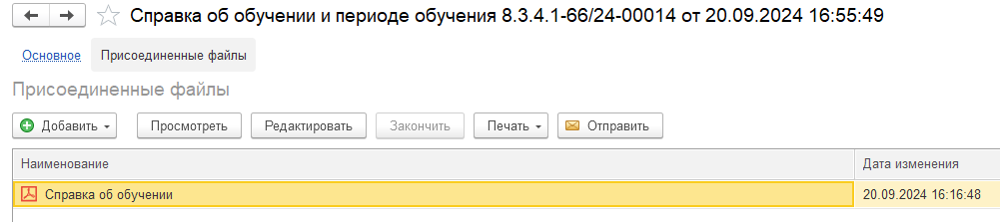 Справка об обучении и периоде обучения 8.3.4.1-66/24-00014 от 20.09.2024 16:55:49
Основное Присоединенные файлы
Присоединенные файлы
Добавить Просмотреть Редактировать Закончить Печать Отправить
Наименование Дата изменения
Справка об обучении 20.09.2024 16:16:48